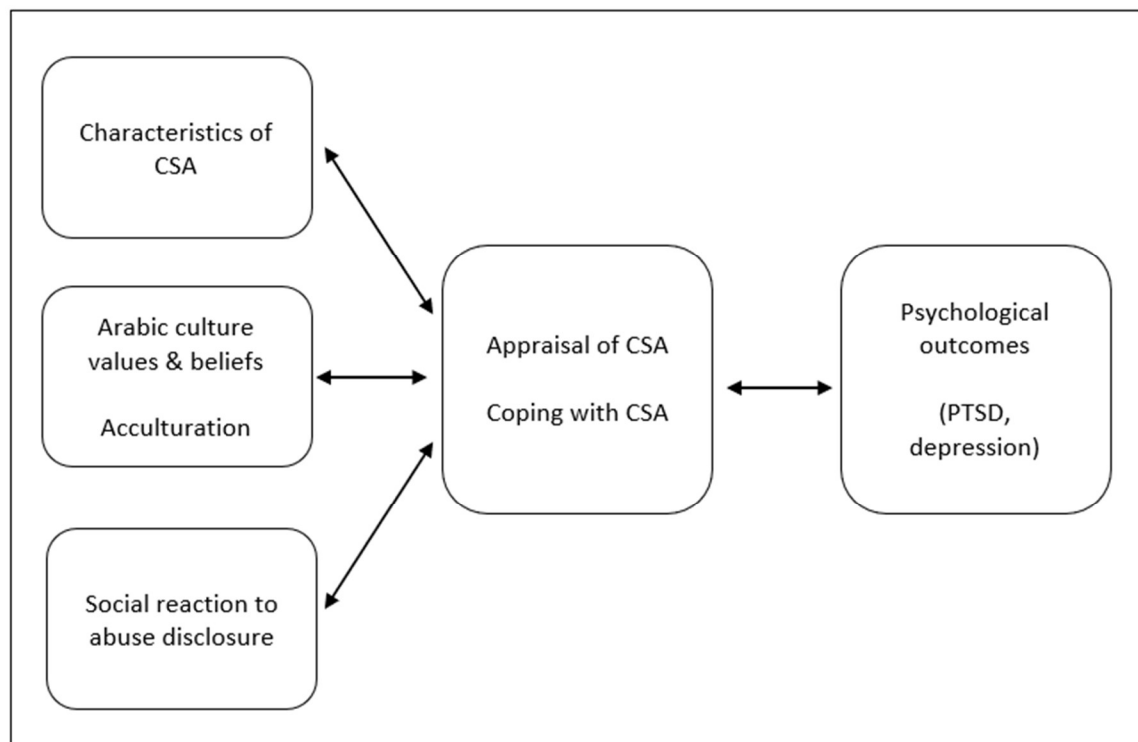 Characteristics of
CSA
Arabic culture
values & beliefs
Acculturation
Social reaction to
abuse disclosure
Appraisal of CSA
Coping with CSA
Psychological
outcomes
(PTSD,
depression)